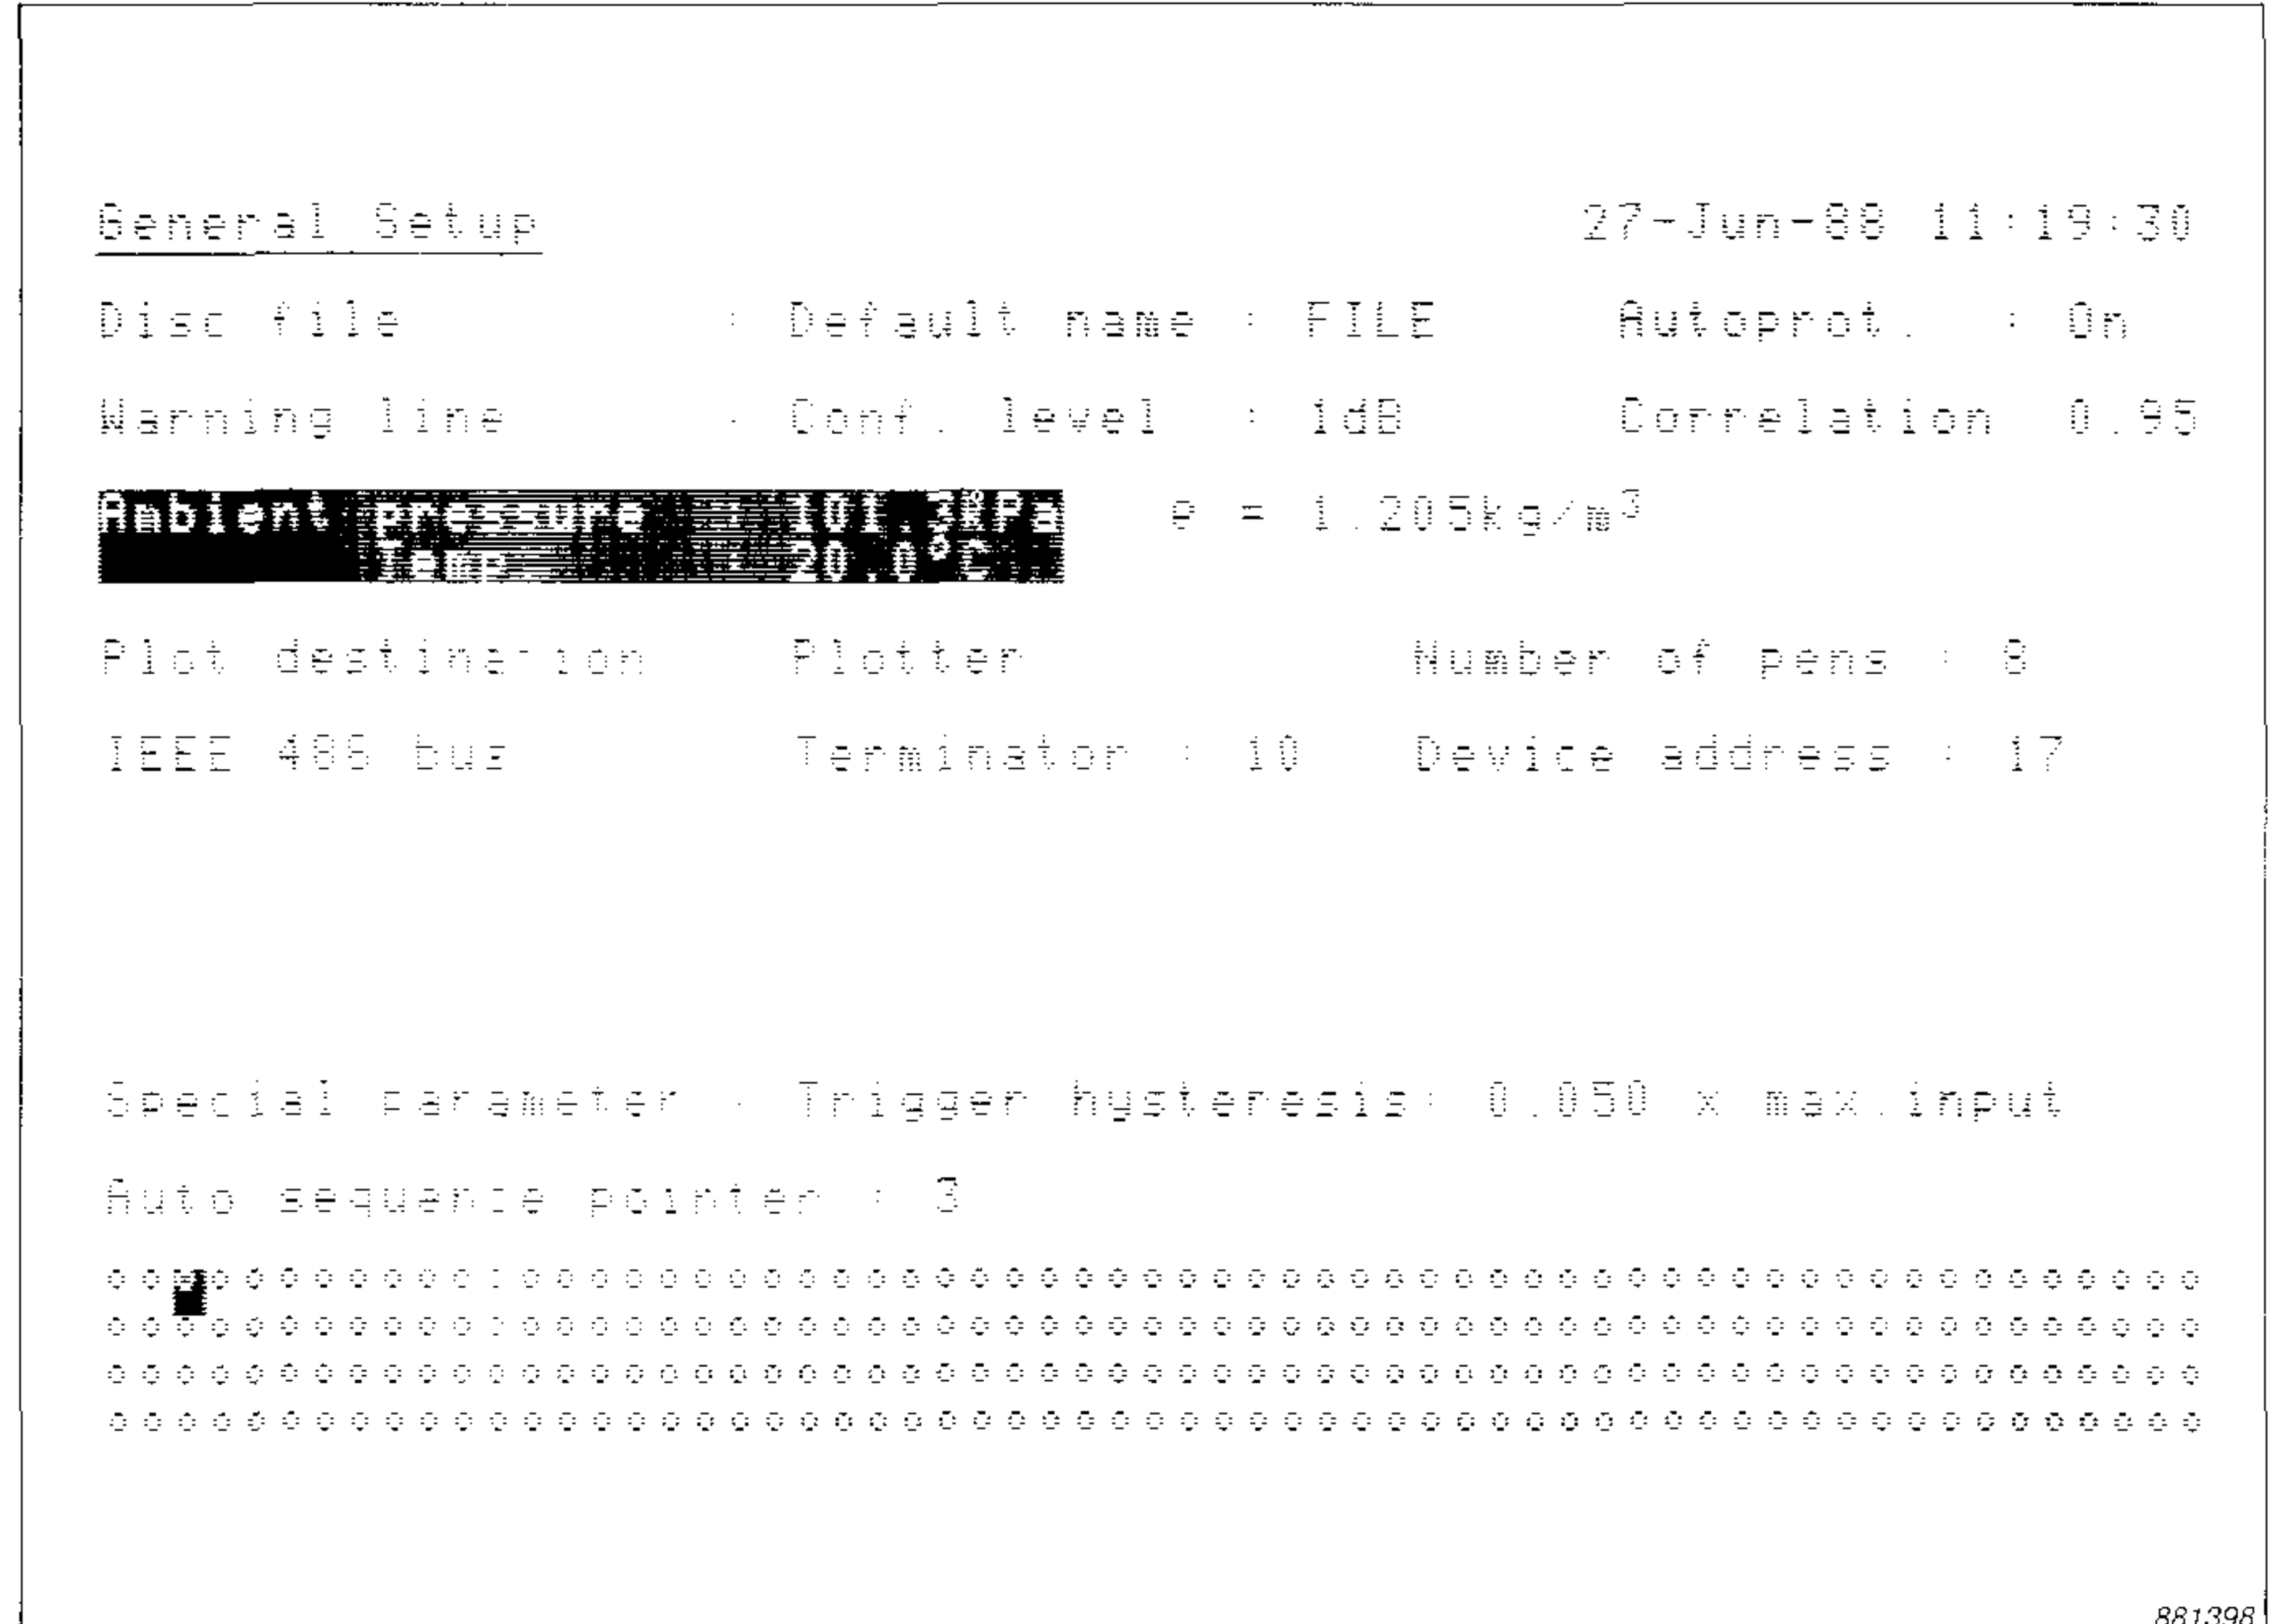 General Setup 27-Jun-88 11:19:30
Disc file : Default name : FILE Autoprot. : On
Warning line : Conf. level : 1dB Correlation 0.95
Ambient pressure : 101.3kPa ρ = 1.205kg/m³
Temp. : 20.0°C
Plot destination Plotter Number of pens : 8
IEEE 488 bus Terminator : 10 Device address : 17
Special parameter : Trigger hysteresis: 0.050 x max.input
Auto sequence pointer : 3
881398